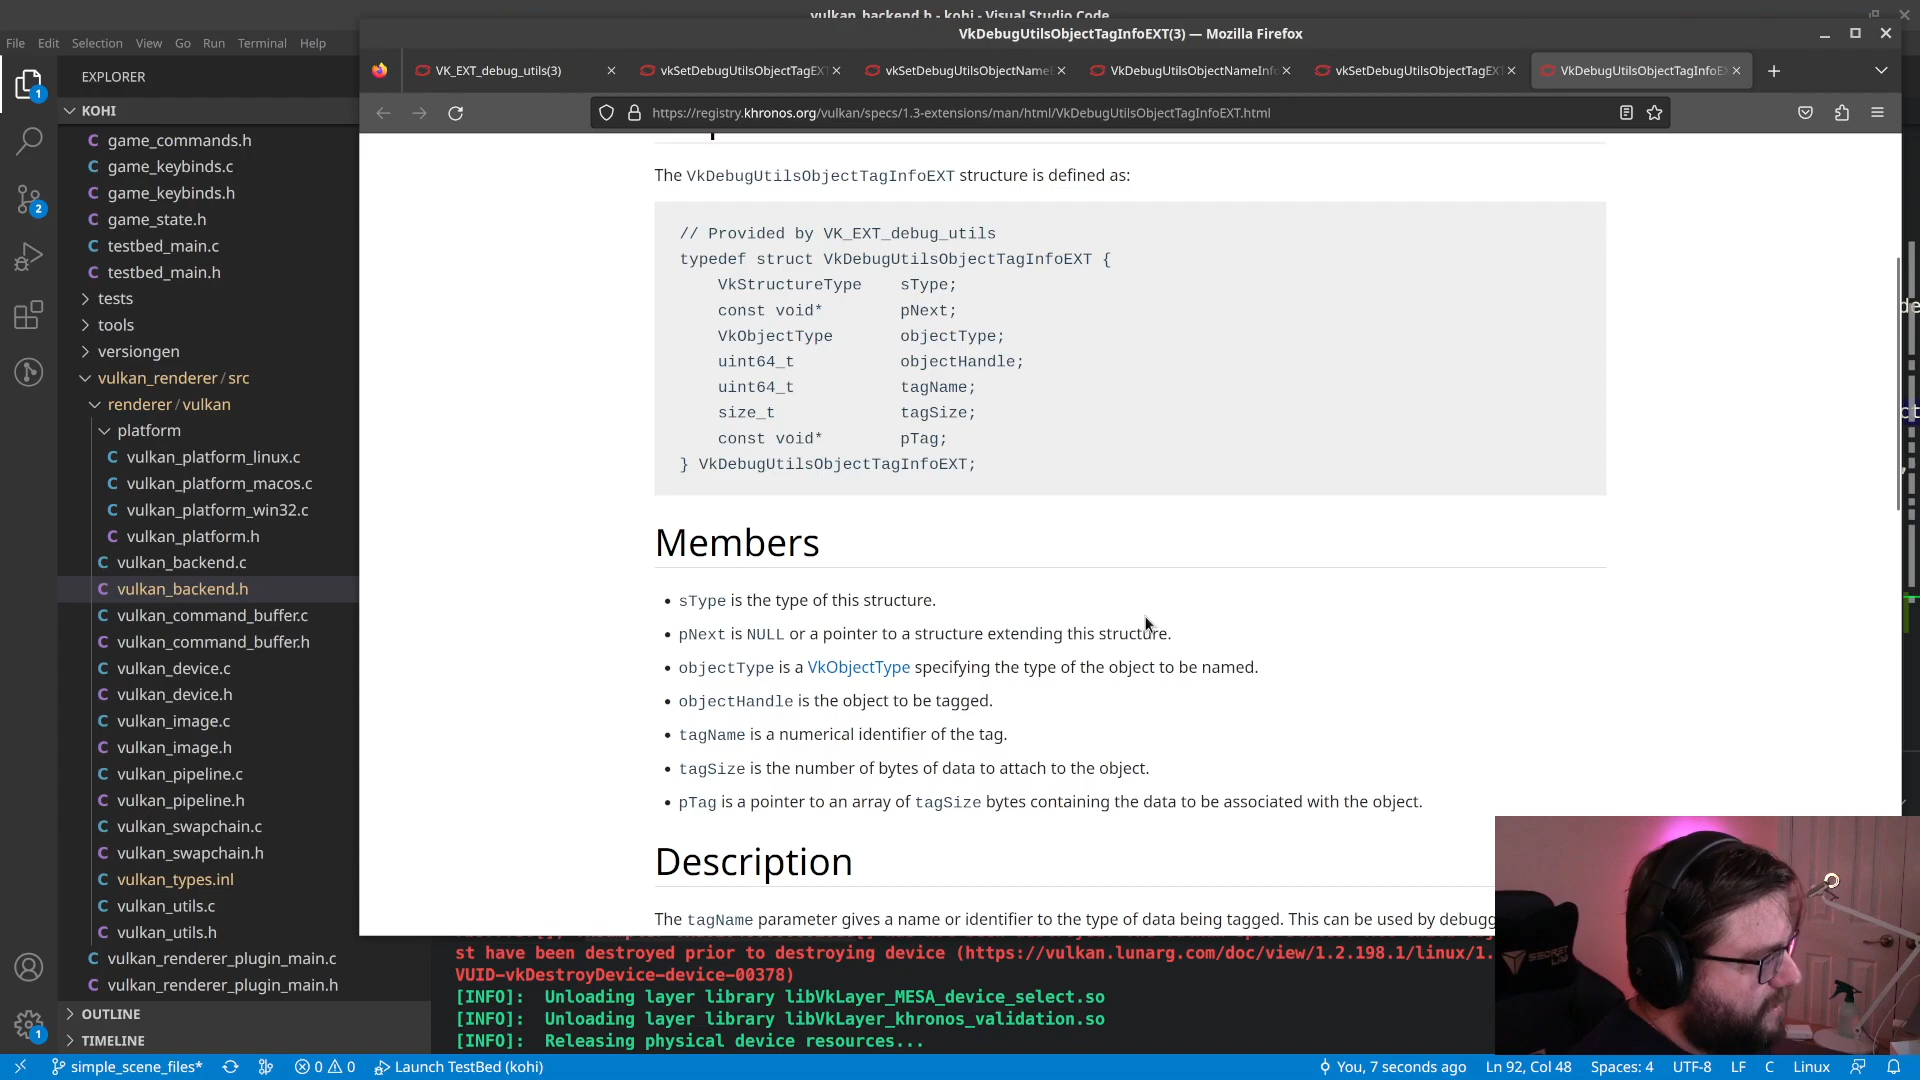 vulkan_backend.h - kohi - Visual Studio Code
File Edit Selection View Go Run Terminal Help
VkDebugUtilsObjectTagInfoEXT(3) — Mozilla Firefox
EXPLORER
VK_EXT_debug_utils(3)
vkSetDebugUtilsObjectTagEXT
vkSetDebugUtilsObjectNameE
VkDebugUtilsObjectNameInfo
vkSetDebugUtilsObjectTagEXT
VkDebugUtilsObjectTagInfoEX
https://registry.khronos.org/vulkan/specs/1.3-extensions/man/html/VkDebugUtilsObjectTagInfoEXT.html
KOHI
game_commands.h
game_keybinds.c
game_keybinds.h
game_state.h
testbed_main.c
testbed_main.h
tests
tools
versiongen
vulkan_renderer / src
renderer / vulkan
platform
vulkan_platform_linux.c
vulkan_platform_macos.c
vulkan_platform_win32.c
vulkan_platform.h
vulkan_backend.c
vulkan_backend.h
vulkan_command_buffer.c
vulkan_command_buffer.h
vulkan_device.c
vulkan_device.h
vulkan_image.c
vulkan_image.h
vulkan_pipeline.c
vulkan_pipeline.h
vulkan_swapchain.c
vulkan_swapchain.h
vulkan_types.inl
vulkan_utils.c
vulkan_utils.h
vulkan_renderer_plugin_main.c
vulkan_renderer_plugin_main.h
OUTLINE
TIMELINE
The VkDebugUtilsObjectTagInfoEXT structure is defined as:
// Provided by VK_EXT_debug_utils
typedef struct VkDebugUtilsObjectTagInfoEXT {
VkStructureType sType;
const void* pNext;
VkObjectType objectType;
uint64_t objectHandle;
uint64_t tagName;
size_t tagSize;
const void* pTag;
} VkDebugUtilsObjectTagInfoEXT;
Members
• sType is the type of this structure.
• pNext is NULL or a pointer to a structure extending this structure.
• objectType is a VkObjectType specifying the type of the object to be named.
• objectHandle is the object to be tagged.
• tagName is a numerical identifier of the tag.
• tagSize is the number of bytes of data to attach to the object.
• pTag is a pointer to an array of tagSize bytes containing the data to be associated with the object.
Description
The tagName parameter gives a name or identifier to the type of data being tagged. This can be used by debugg
st have been destroyed prior to destroying device (https://vulkan.lunarg.com/doc/view/1.2.198.1/linux/1.
VUID-vkDestroyDevice-device-00378)
[INFO]: Unloading layer library libVkLayer_MESA_device_select.so
[INFO]: Unloading layer library libVkLayer_khronos_validation.so
[INFO]: Releasing physical device resources...
simple_scene_files* 0 0 Launch TestBed (kohi) You, 7 seconds ago Ln 92, Col 48 Spaces: 4 UTF-8 LF C Linux